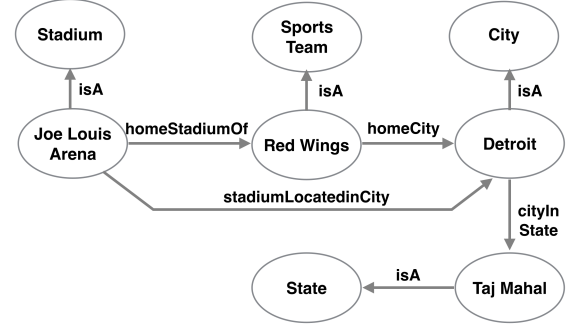 Stadium
Sports
Team
City
isA
isA
isA
Joe Louis
Arena
homeStadiumOf
Red Wings
homeCity
Detroit
stadiumLocatedinCity
cityIn
State
State
isA
Taj Mahal